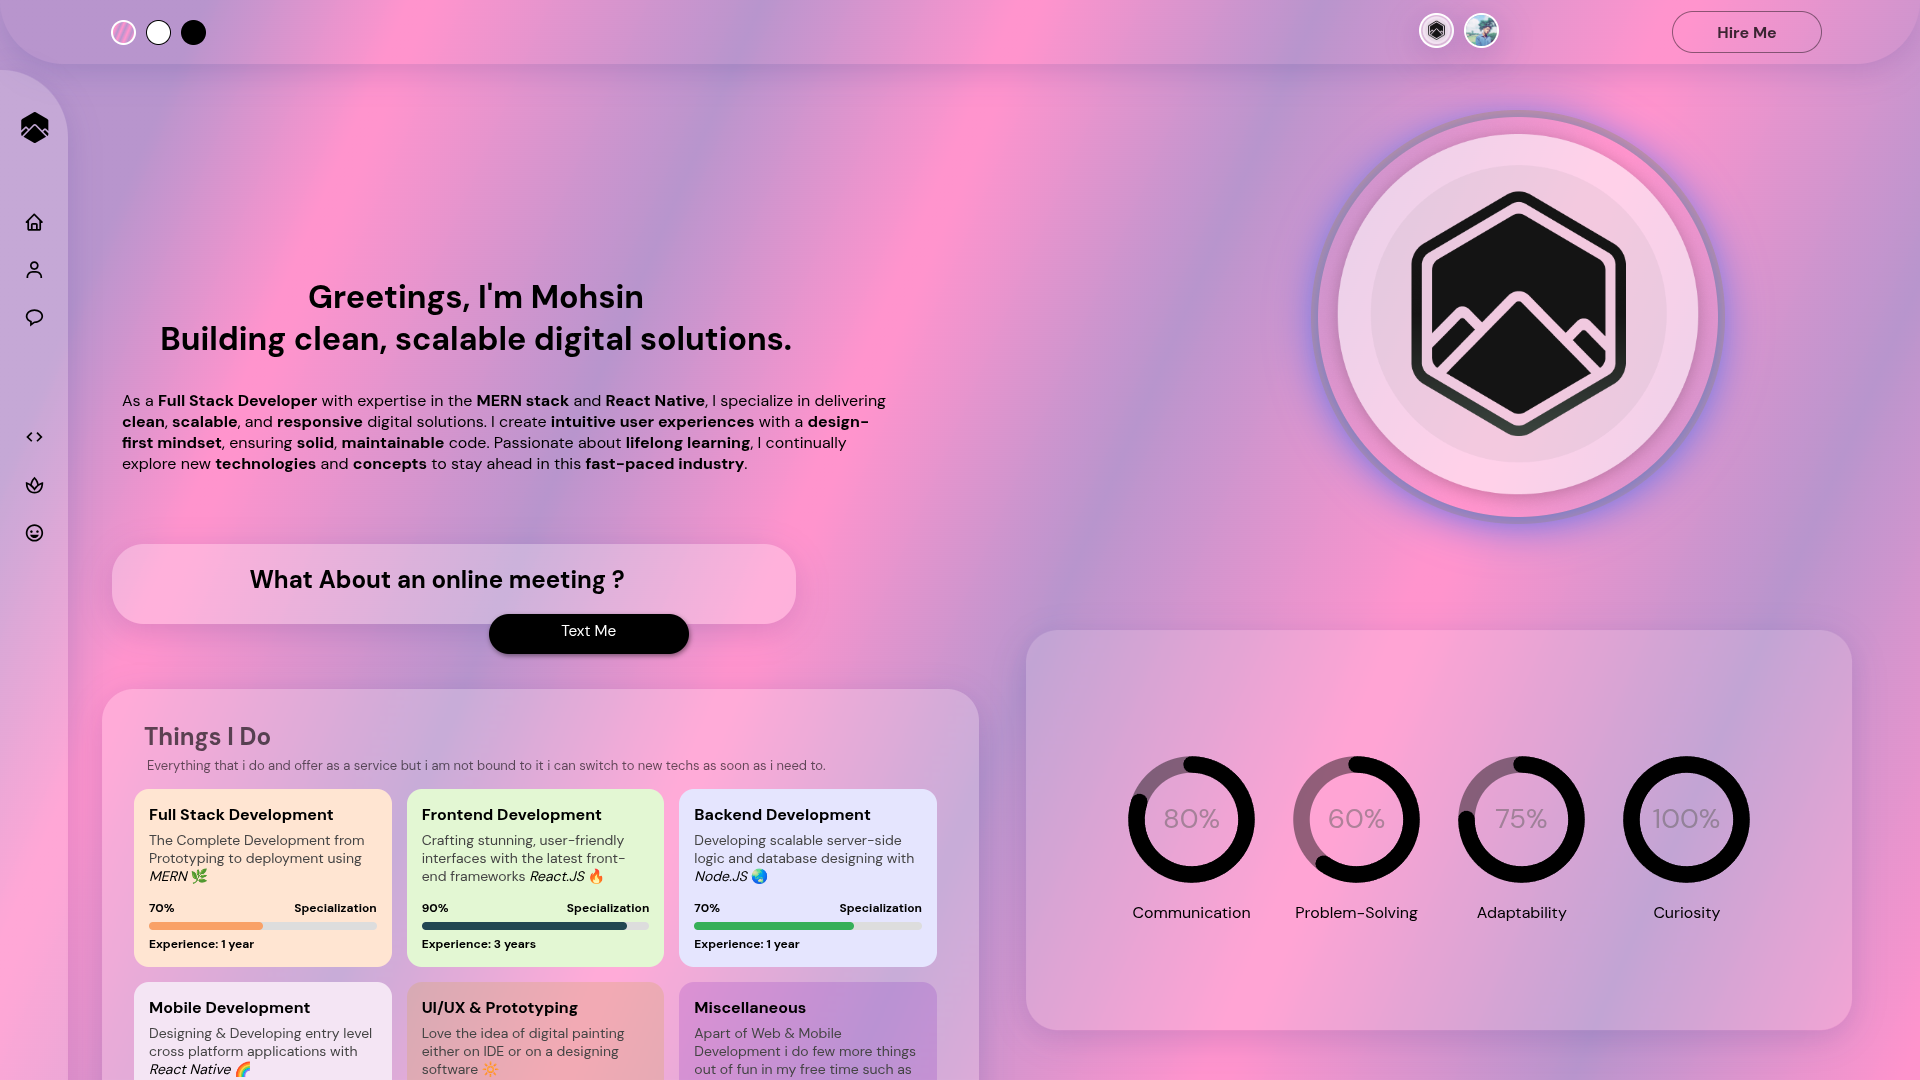 Hire Me
Greetings, I'm Mohsin
Building clean, scalable digital solutions.
As a Full Stack Developer with expertise in the MERN stack and React Native, I specialize in delivering
clean, scalable, and responsive digital solutions. I create intuitive user experiences with a design-
first mindset, ensuring solid, maintainable code. Passionate about lifelong learning, I continually
explore new technologies and concepts to stay ahead in this fast-paced industry.
What About an online meeting ?
Text Me
Things I Do
Everything that i do and offer as a service but i am not bound to it i can switch to new techs as soon as i need to.
Full Stack Development
The Complete Development from
Prototyping to deployment using
MERN 🌿
70% Specialization
Experience: 1 year
Frontend Development
Crafting stunning, user-friendly
interfaces with the latest front-
end frameworks React.JS 🔥
90% Specialization
Experience: 3 years
Backend Development
Developing scalable server-side
logic and database designing with
Node.JS 🌏
70% Specialization
Experience: 1 year
Mobile Development
Designing & Developing entry level
cross platform applications with
React Native 🌈
UI/UX & Prototyping
Love the idea of digital painting
either on IDE or on a designing
software 🔆
Miscellaneous
Apart of Web & Mobile
Development i do few more things
out of fun in my free time such as
80%
Communication
60%
Problem-Solving
75%
Adaptability
100%
Curiosity